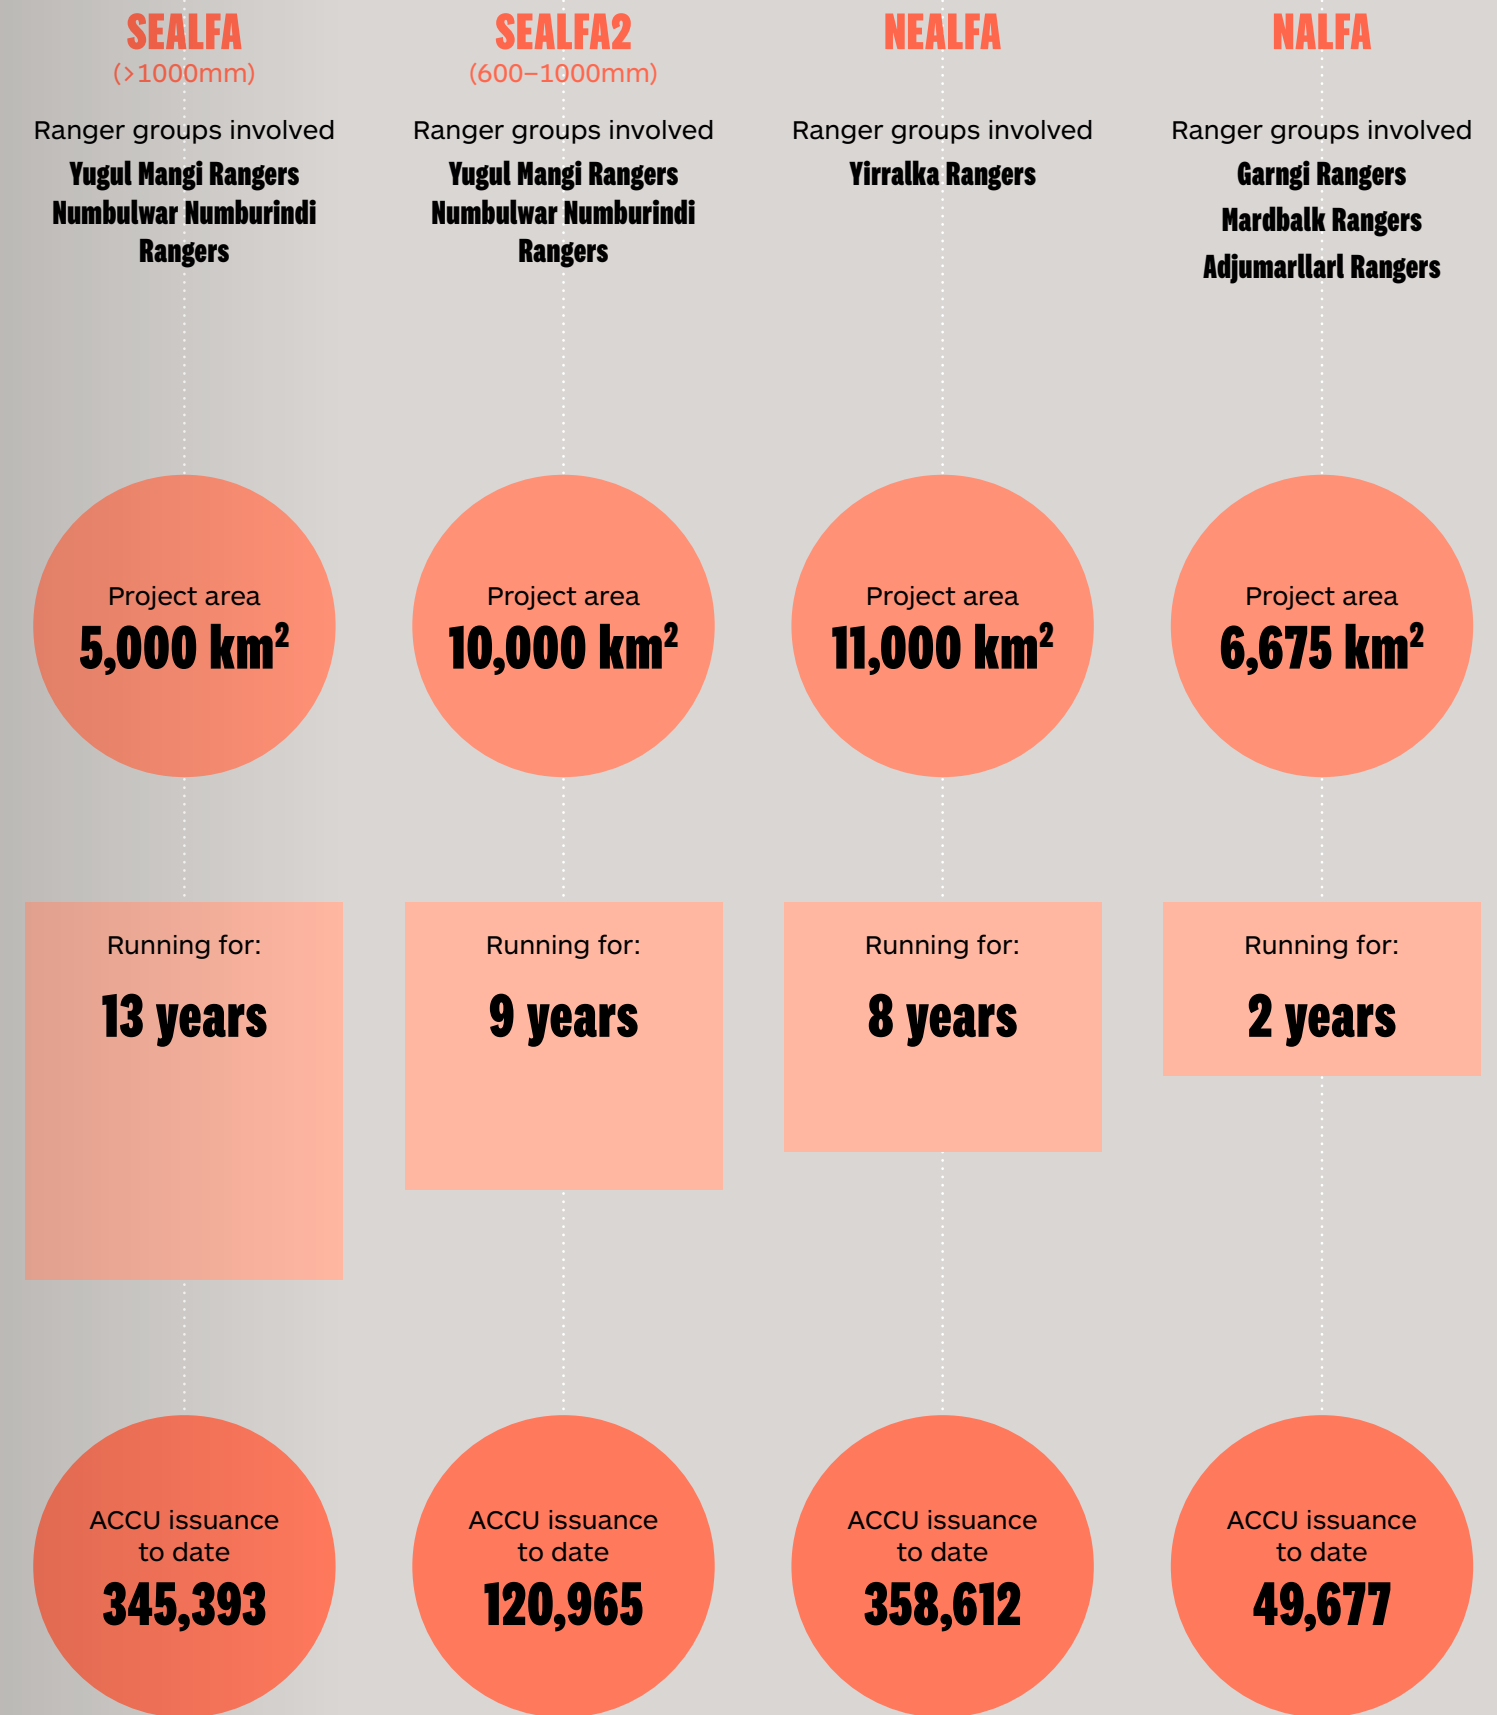 SEALFA
(>1000mm)
Ranger groups involved
Yugul Mangi Rangers
Numbulwar Numburindi
Rangers
Project area
5,000 km²
Running for:
13 years
ACCU issuance
to date
345,393
SEALFA2
(600–1000mm)
Ranger groups involved
Yugul Mangi Rangers
Numbulwar Numburindi
Rangers
Project area
10,000 km²
Running for:
9 years
ACCU issuance
to date
120,965
NEALFA
Ranger groups involved
Yirralka Rangers
Project area
11,000 km²
Running for:
8 years
ACCU issuance
to date
358,612
NALFA
Ranger groups involved
Garngi Rangers
Mardbalk Rangers
Adjumarllarl Rangers
Project area
6,675 km²
Running for:
2 years
ACCU issuance
to date
49,677